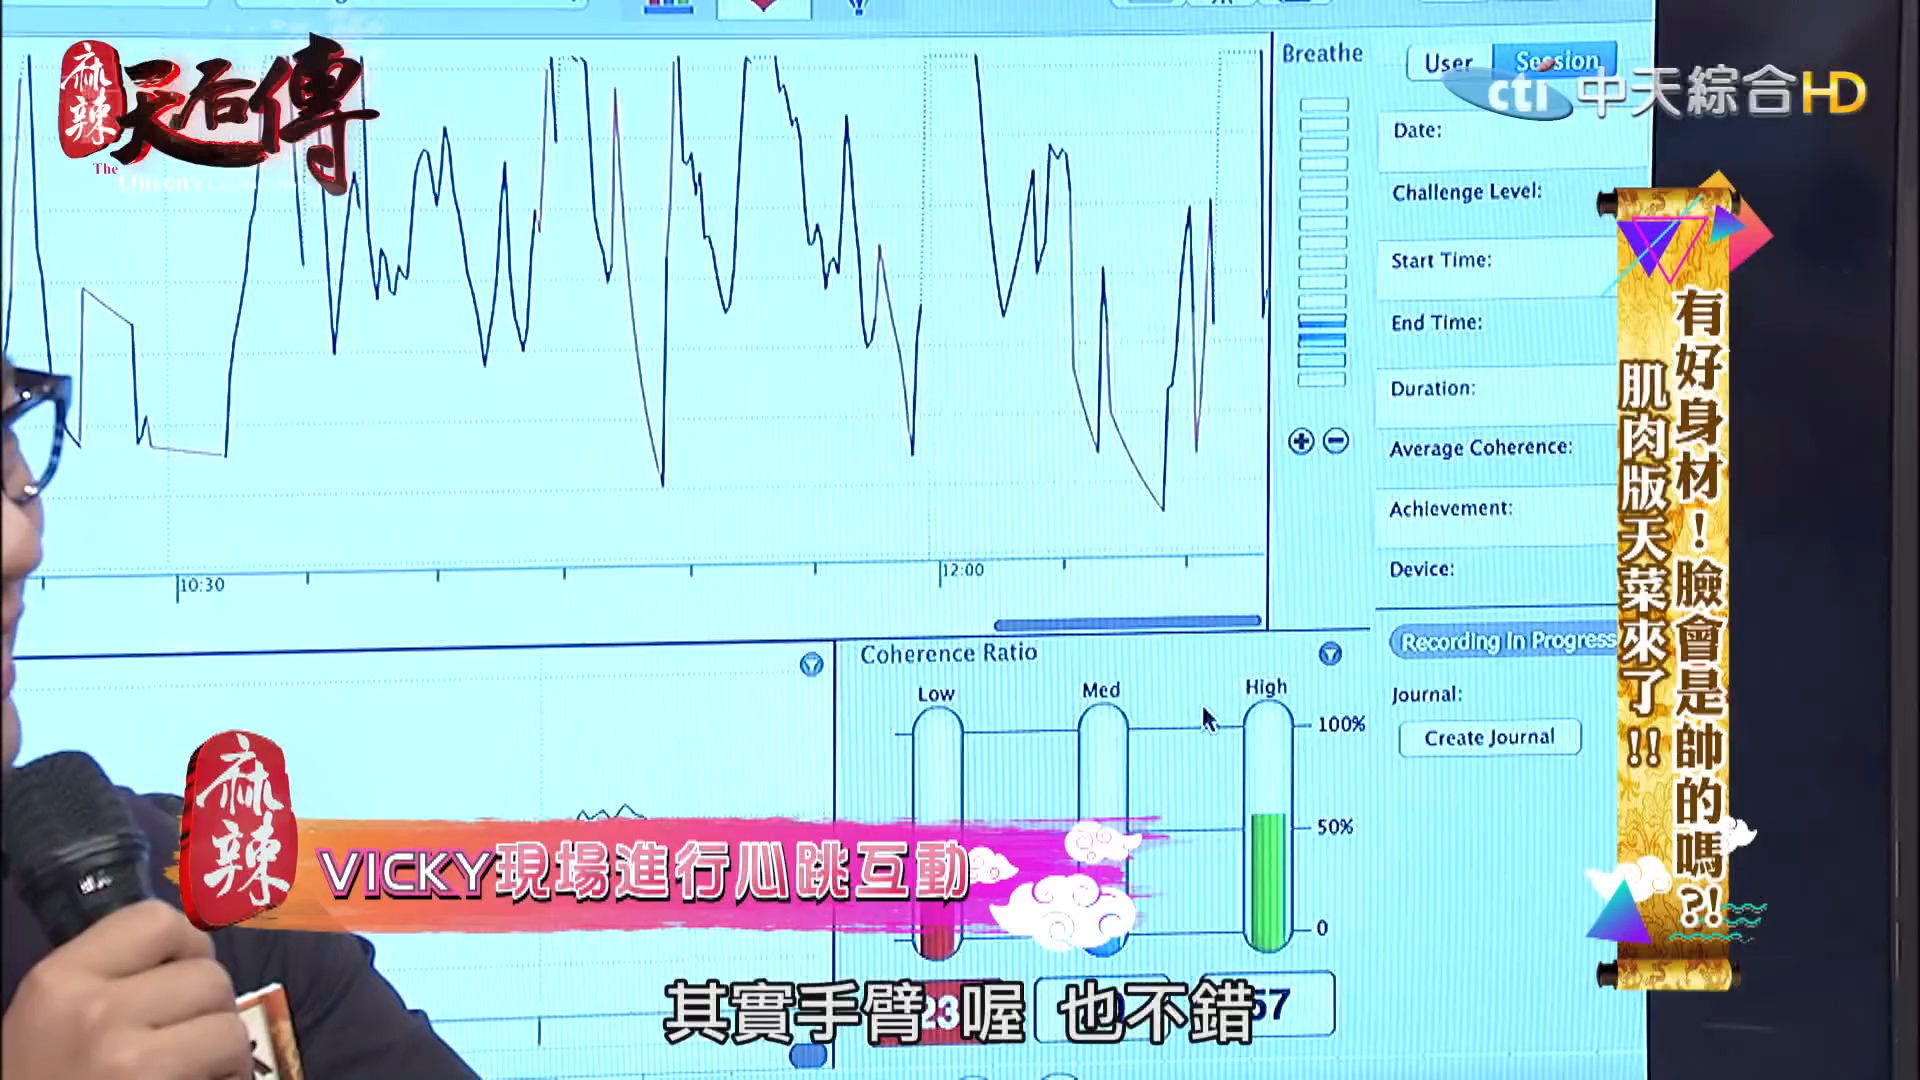 麻辣
天后傳
The Queen's
Breathe
User
Session
cti 中天綜合HD
Date:
Challenge Level:
Start Time:
End Time:
Duration:
Average Coherence:
Achievement:
Device:
10:30
12:00
有好身材！臉會是帥的嗎?!
肌肉版天菜來了!!
Coherence Ratio
Low
Med
High
100%
50%
0
Recording In Progress
Journal:
Create Journal
麻辣
VICKY現場進行心跳互動
23
57
其實手臂 喔 也不錯